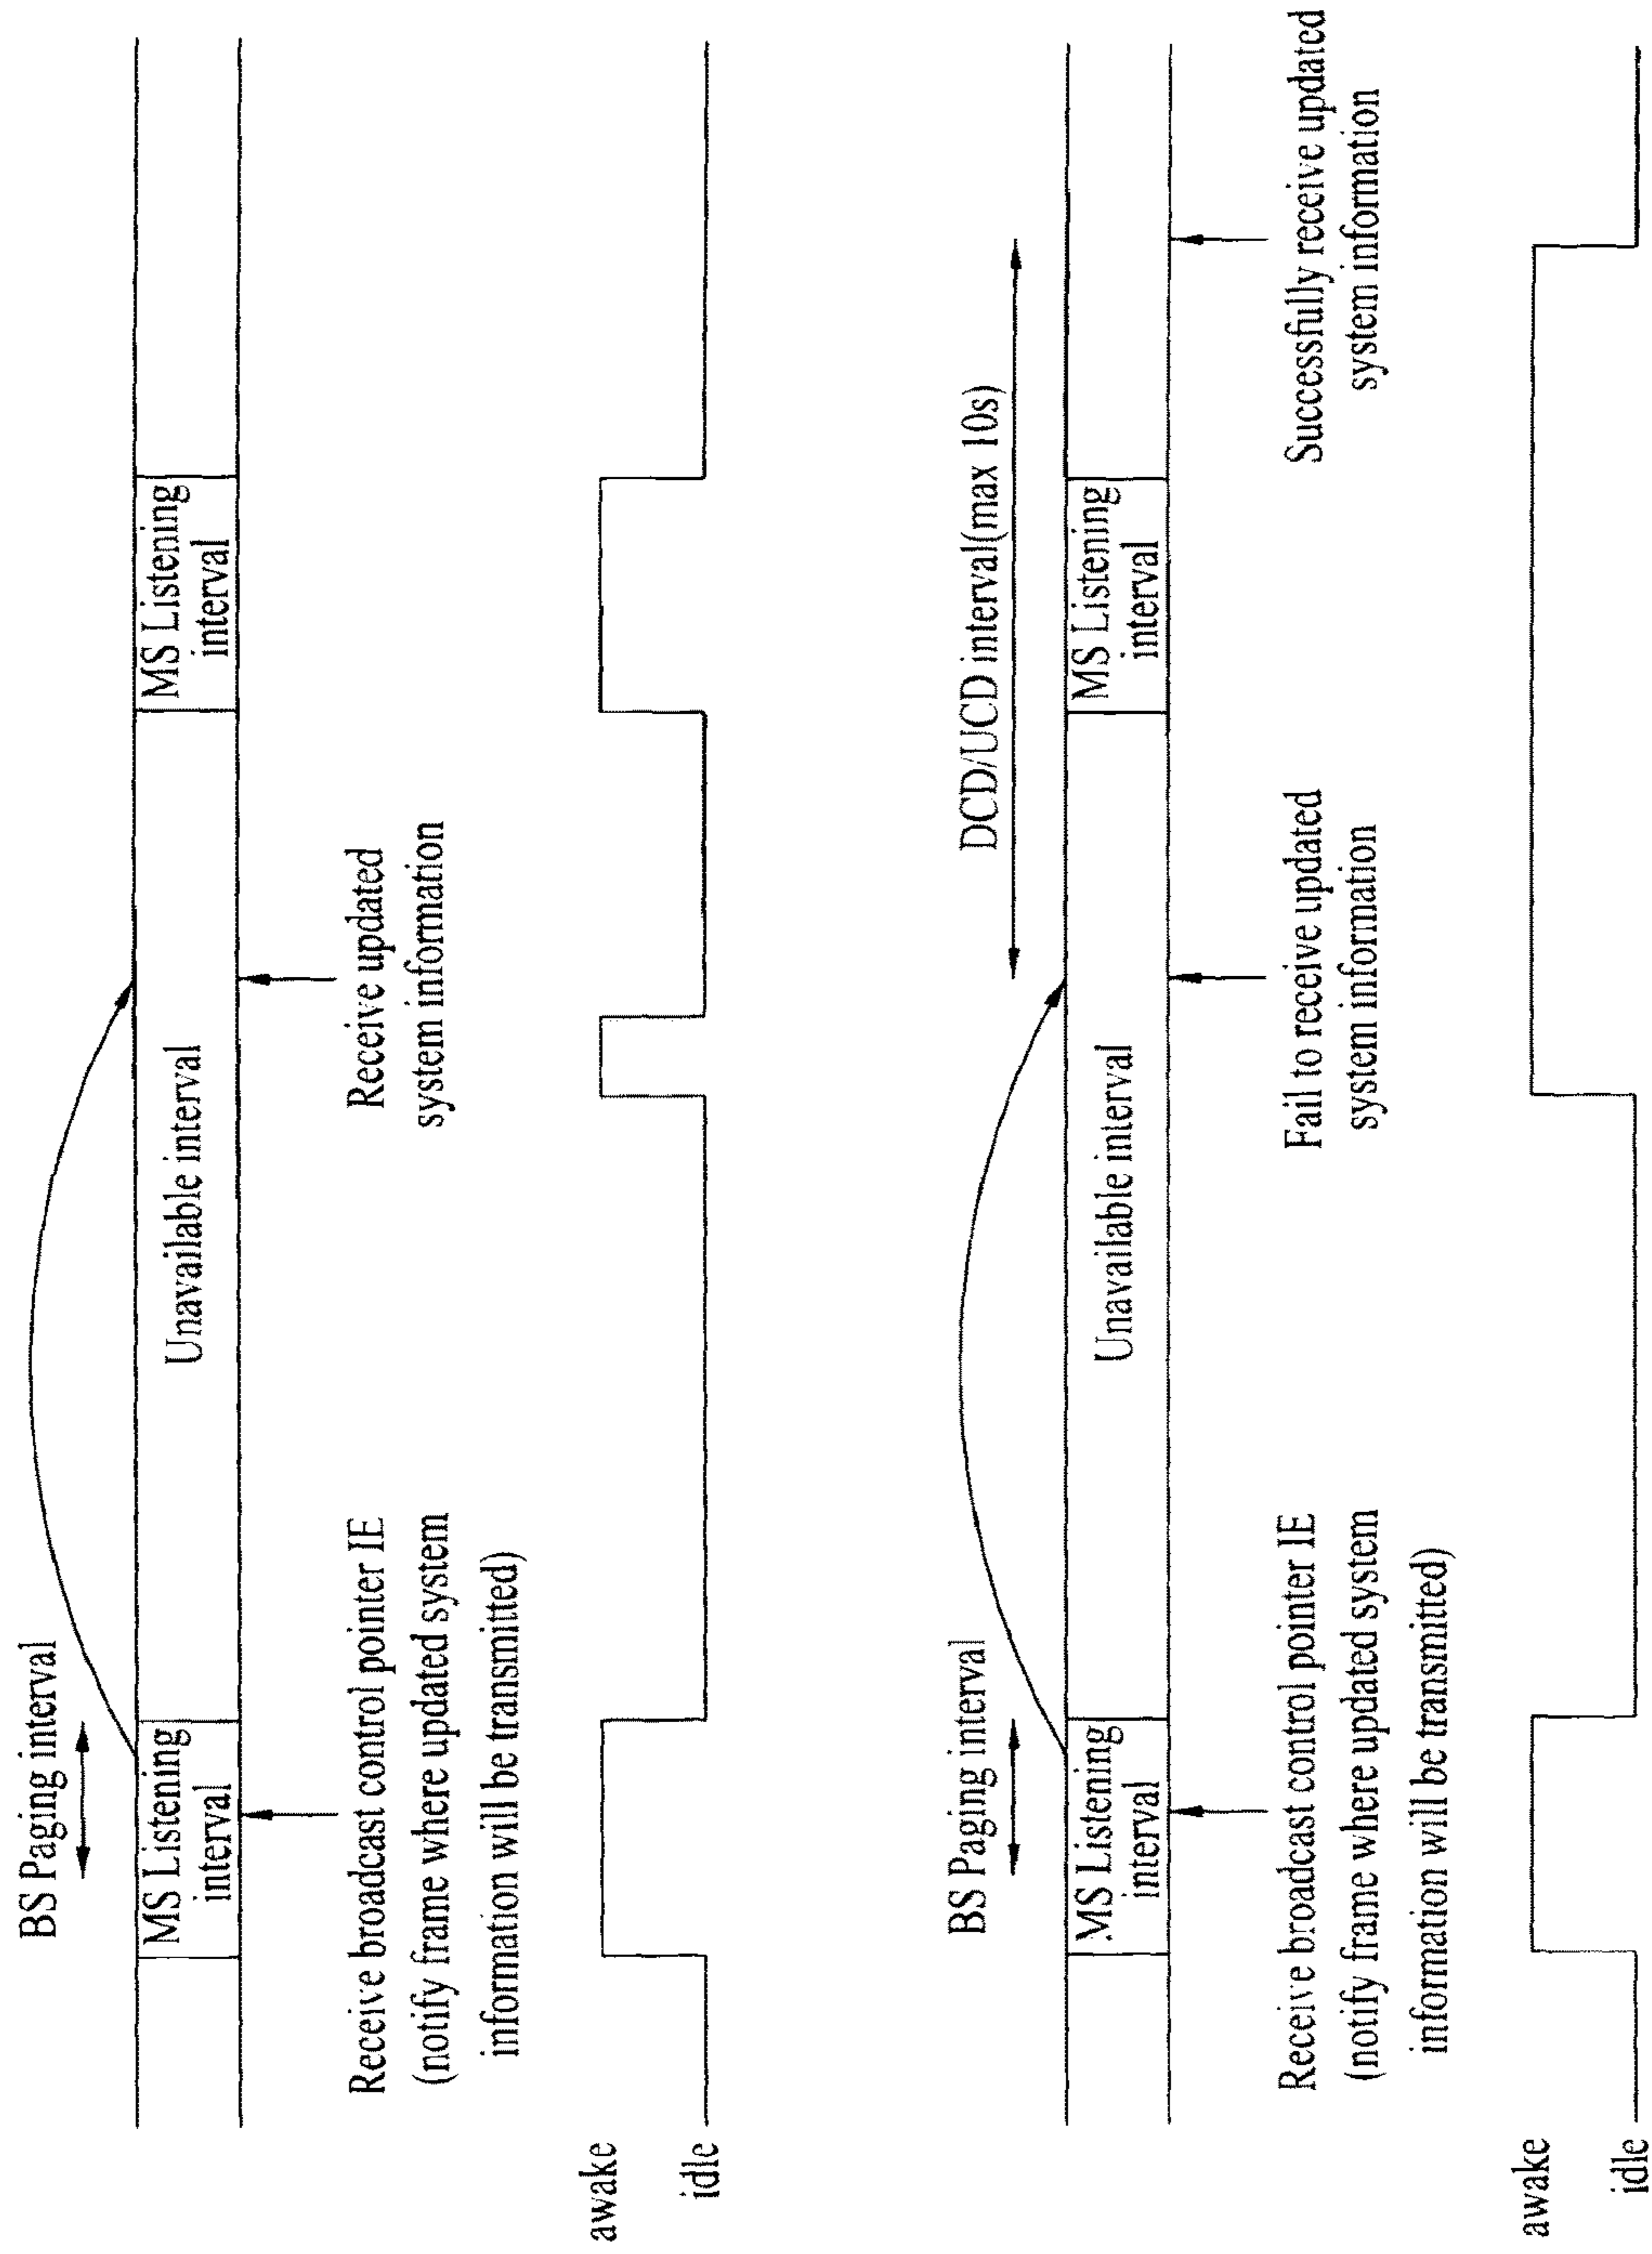 BS Paging interval
MS Listening
interval
Unavailable interval
MS Listening
interval
Receive broadcast control pointer IE
(notify frame where updated system
information will be transmitted)
Receive updated
system information
awake
idle
BS Paging interval
DCD/UCD interval(max 10s)
MS Listening
interval
Unavailable interval
MS Listening
interval
Receive broadcast control pointer IE
(notify frame where updated system
information will be transmitted)
Fail to receive updated
system information
Successfully receive updated
system information
awake
idle